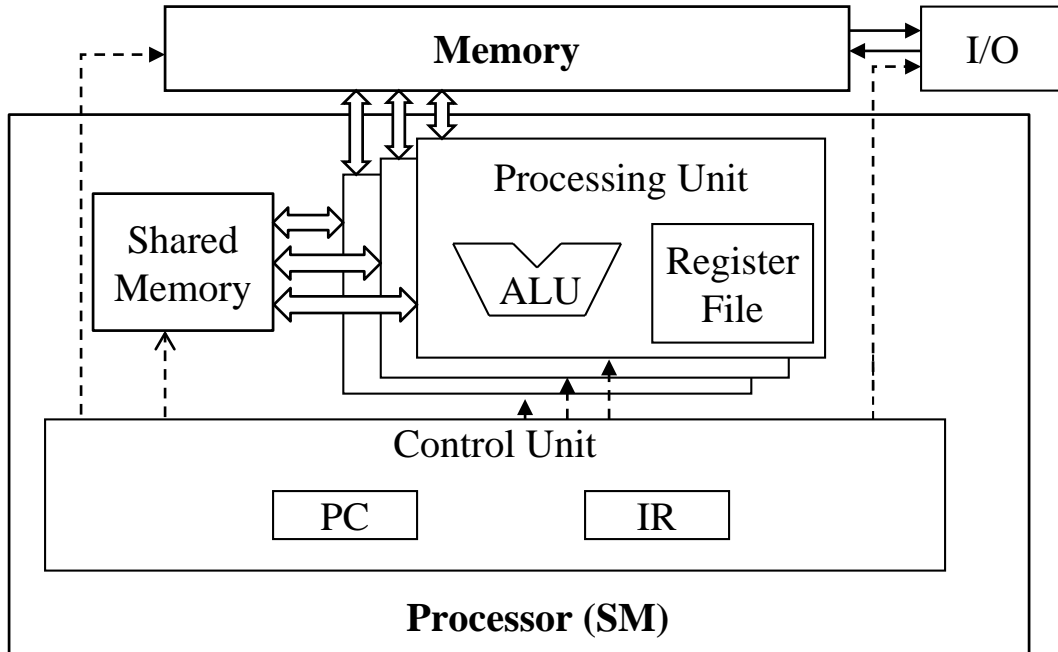 Memory
I/O
Processing Unit
Shared
Memory
ALU
Register
File
Control Unit
PC
IR
Processor (SM)